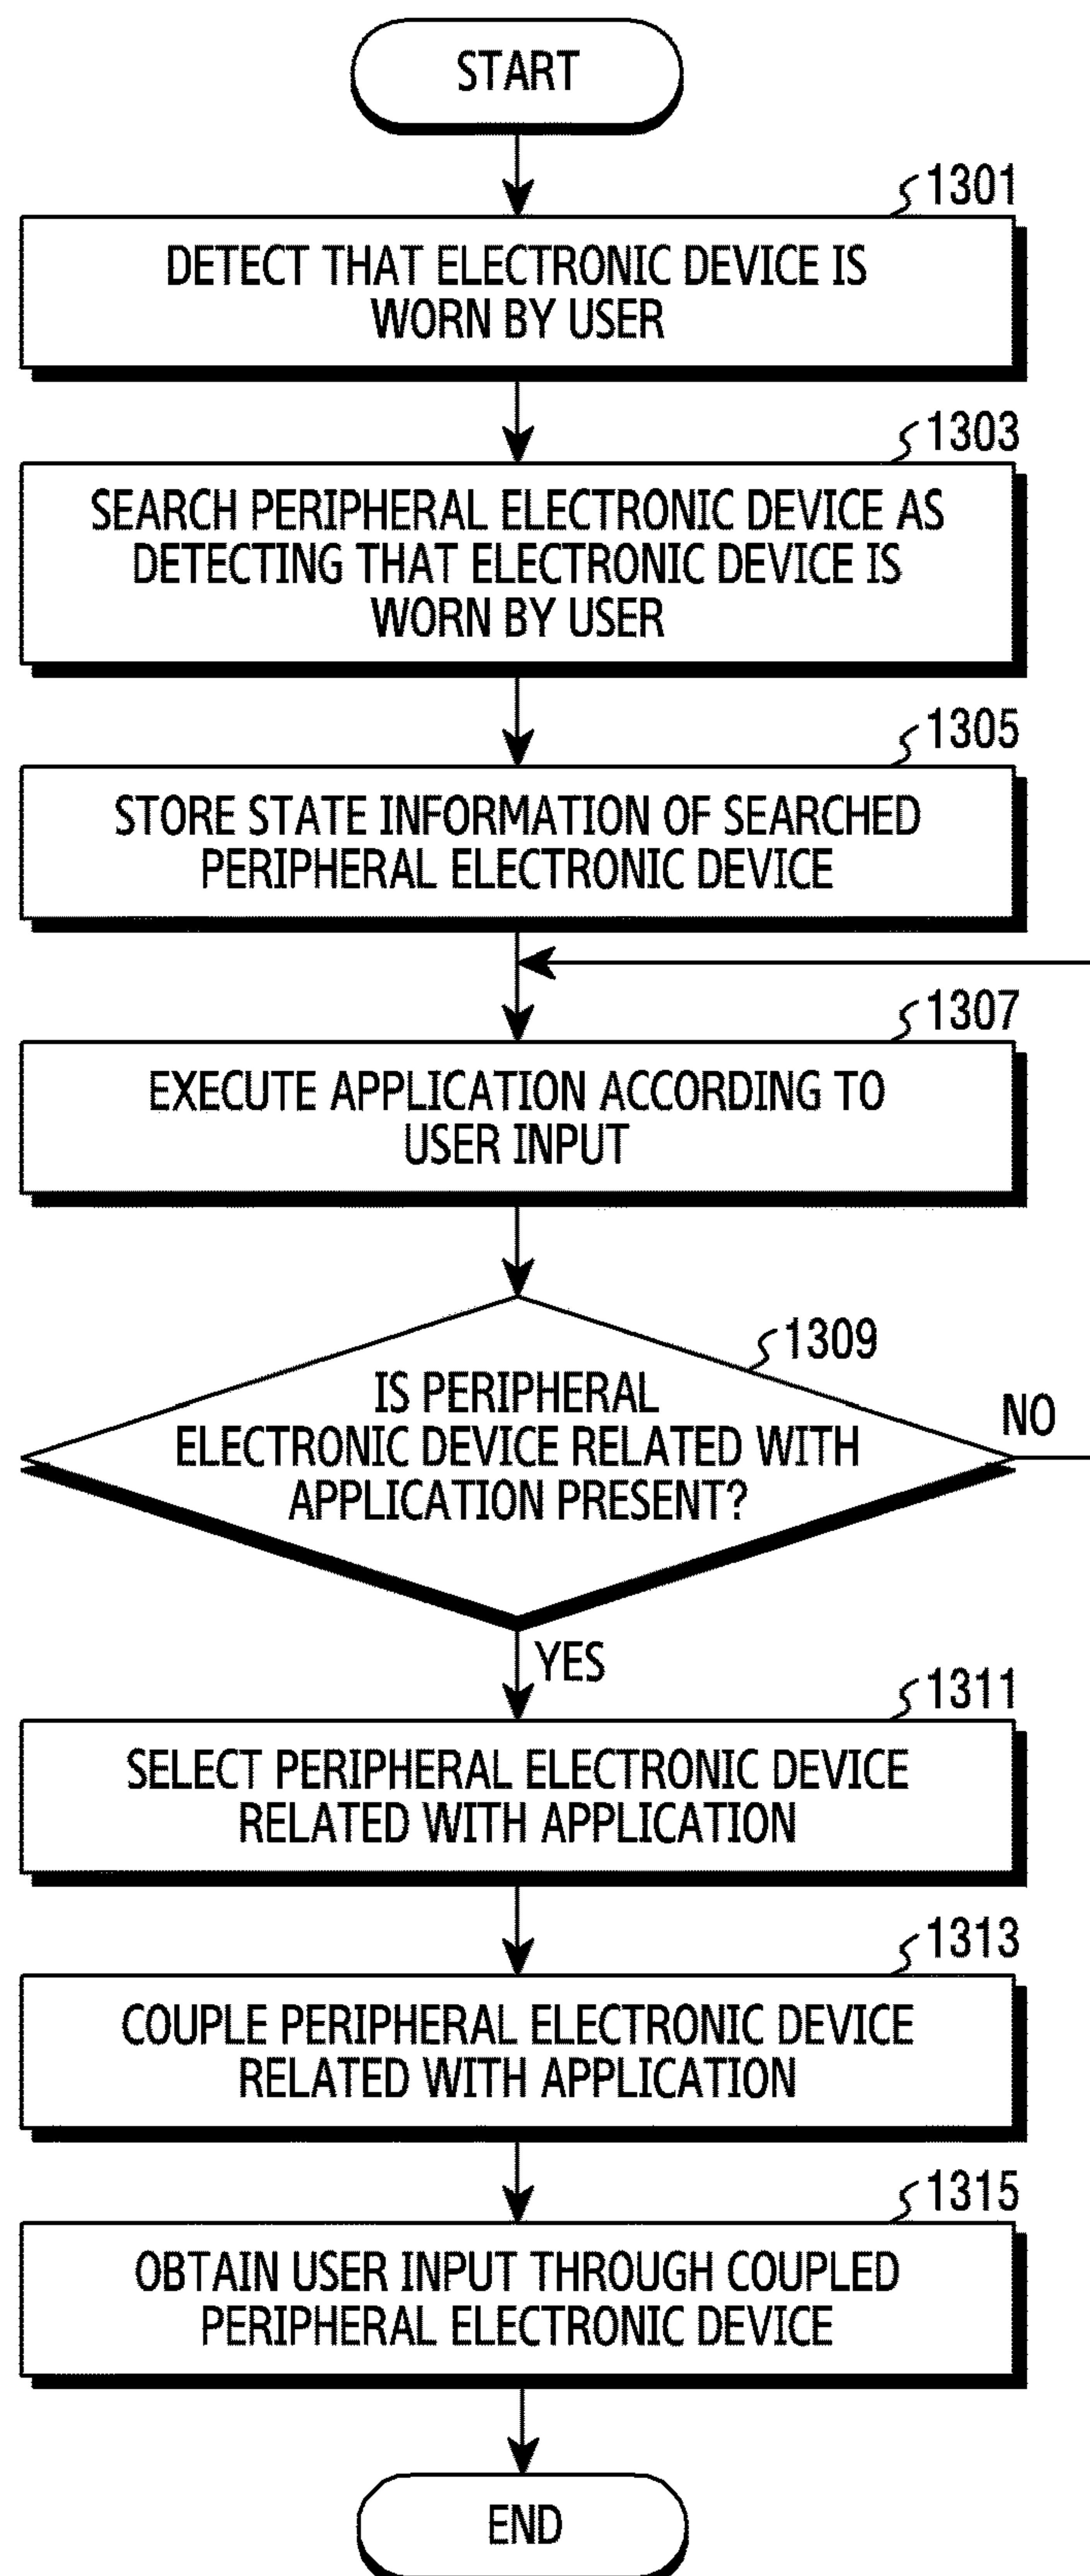 START
1301
DETECT THAT ELECTRONIC DEVICE IS
WORN BY USER
1303
SEARCH PERIPHERAL ELECTRONIC DEVICE AS
DETECTING THAT ELECTRONIC DEVICE IS
WORN BY USER
1305
STORE STATE INFORMATION OF SEARCHED
PERIPHERAL ELECTRONIC DEVICE
1307
EXECUTE APPLICATION ACCORDING TO
USER INPUT
1309
IS PERIPHERAL
ELECTRONIC DEVICE RELATED WITH
APPLICATION PRESENT?
NO
YES
1311
SELECT PERIPHERAL ELECTRONIC DEVICE
RELATED WITH APPLICATION
1313
COUPLE PERIPHERAL ELECTRONIC DEVICE
RELATED WITH APPLICATION
1315
OBTAIN USER INPUT THROUGH COUPLED
PERIPHERAL ELECTRONIC DEVICE
END